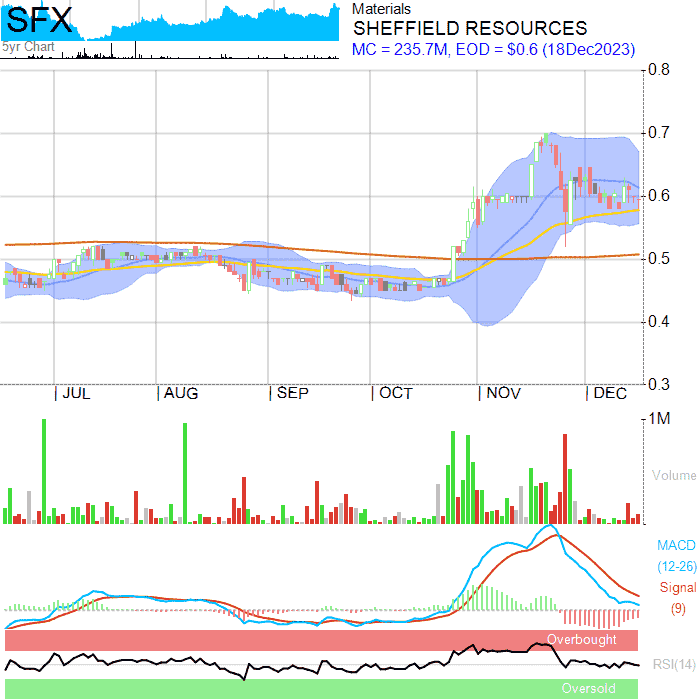 SFX
5yr Chart
Materials
SHEFFIELD RESOURCES
MC = 235.7M, EOD = $0.6 (18Dec2023)
0.8
0.7
0.6
0.5
0.4
0.3
| JUL | AUG | SEP | OCT | NOV | DEC
1M
Volume
MACD
(12-26)
Signal
(9)
Overbought
RSI(14)
Oversold